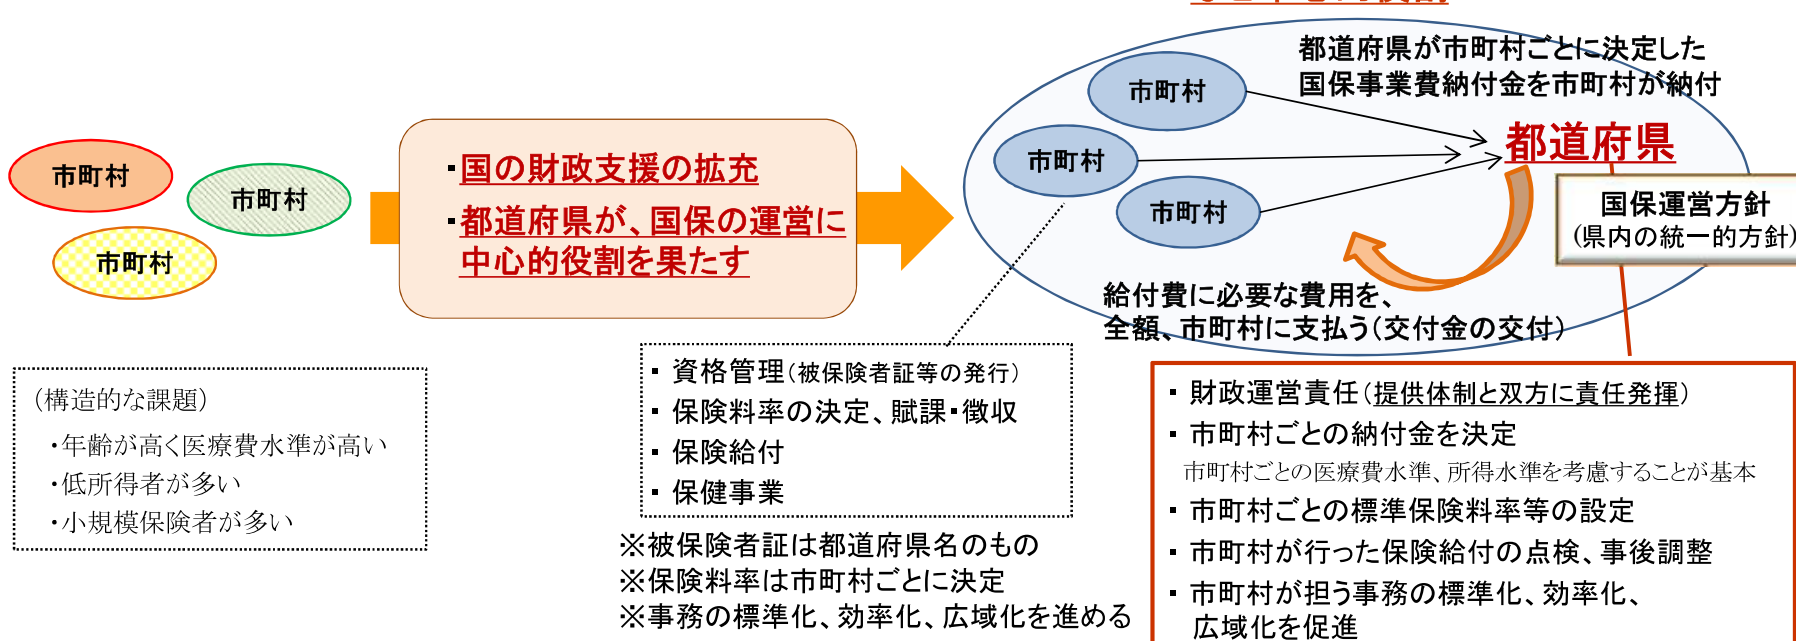 市町村
市町村
市町村
(構造的な課題)
・年齢が高く医療費水準が高い
・低所得者が多い
・小規模保険者が多い
・国の財政支援の拡充
・都道府県が、国保の運営に
中心的役割を果たす
都道府県が市町村ごとに決定した
国保事業費納付金を市町村が納付
市町村
市町村
市町村
都道府県
国保運営方針
(県内の統一的方針)
給付費に必要な費用を、
全額、市町村に支払う(交付金の交付)
・資格管理(被保険者証等の発行)
・保険料率の決定、賦課・徴収
・保険給付
・保健事業
※被保険者証は都道府県名のもの
※保険料率は市町村ごとに決定
※事務の標準化、効率化、広域化を進める
・財政運営責任(提供体制と双方に責任発揮)
・市町村ごとの納付金を決定
市町村ごとの医療費水準、所得水準を考慮することが基本
・市町村ごとの標準保険料率等の設定
・市町村が行った保険給付の点検、事後調整
・市町村が担う事務の標準化、効率化、
広域化を促進